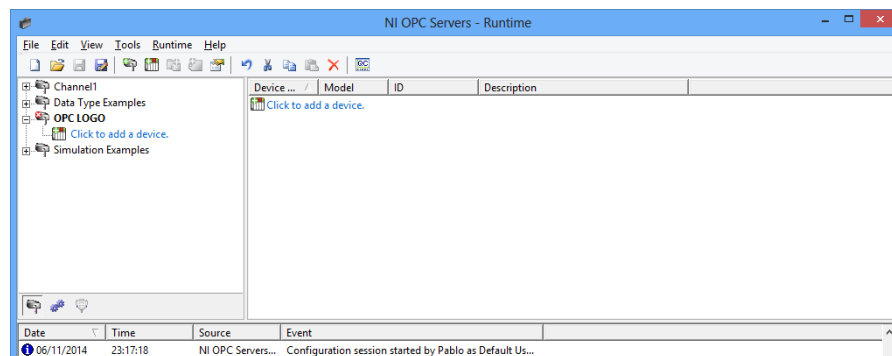 NI OPC Servers - Runtime
File Edit View Tools Runtime Help
Channel1
Data Type Examples
OPC LOGO
Click to add a device.
Simulation Examples
Device ... / Model ID Description
Click to add a device.
Date Time Source Event
06/11/2014 23:17:18 NI OPC Servers... Configuration session started by Pablo as Default Us...